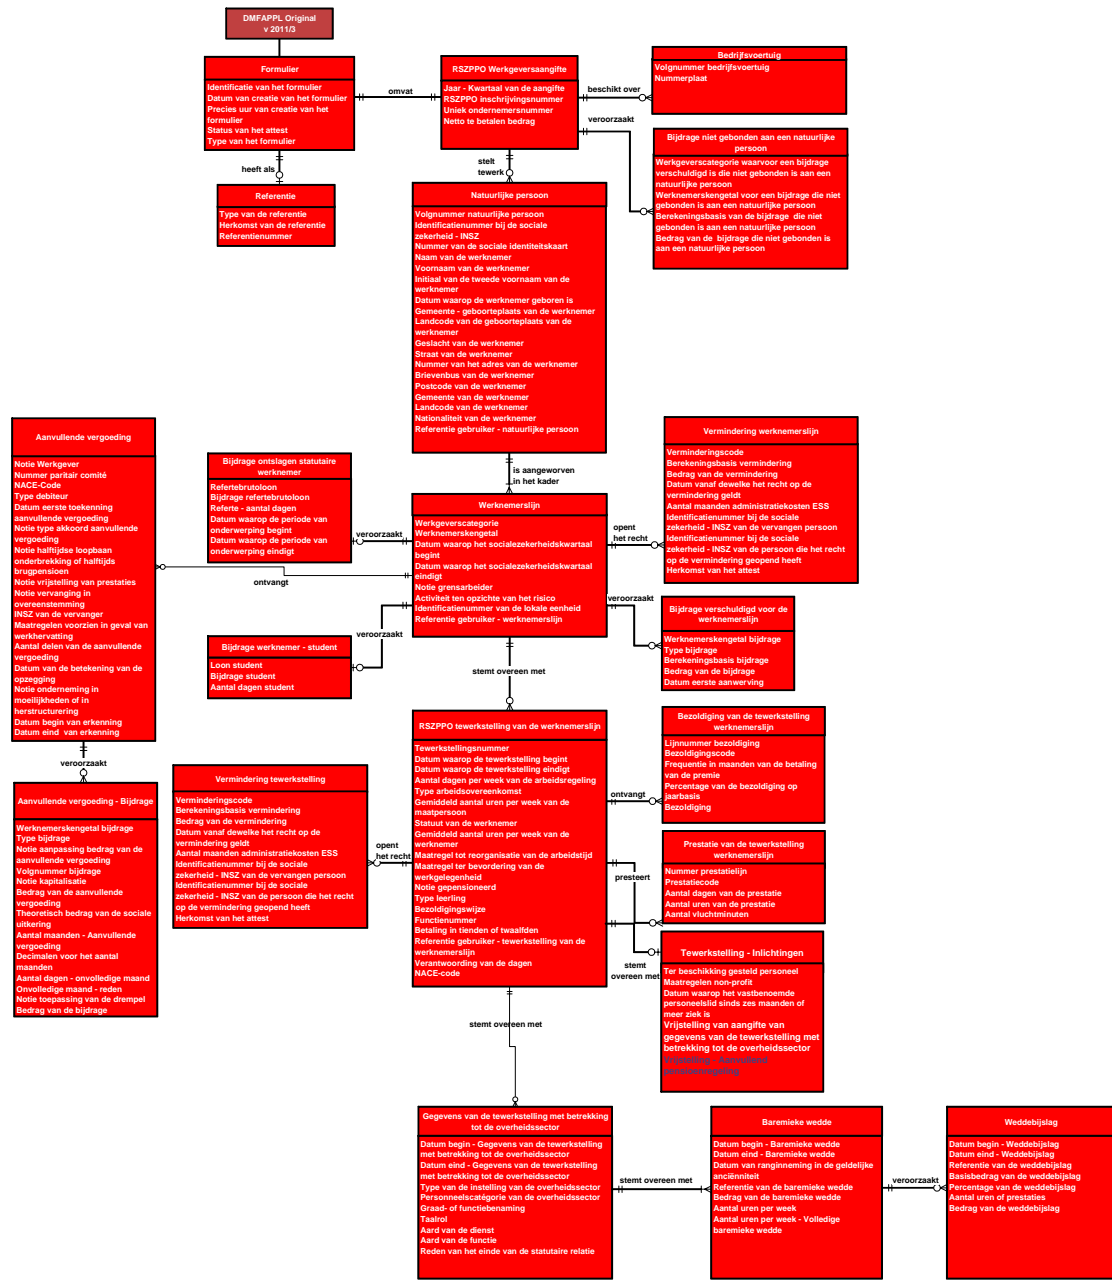 DMFAPPL Original
v 2011/3
Formulier
Identificatie van het formulier
Datum van creatie van het formulier
Precies uur van creatie van het
formulier
Status van het attest
Type van het formulier
omvat
RSZPPO Werkgeversaangifte
Jaar - Kwartaal van de aangifte
RSZPPO inschrijvingsnummer
Uniek ondernemersnummer
Netto te betalen bedrag
beschikt over
Bedrijfsvoertuig
Volgnummer bedrijfsvoertuig
Nummerplaat
veroorzaakt
Bijdrage niet gebonden aan een natuurlijke
persoon
Werkgeverscategorie waarvoor een bijdrage
verschuldigd is die niet gebonden is aan een
natuurlijke persoon
Werknemerskengetal voor een bijdrage die niet
gebonden is aan een natuurlijke persoon
Berekeningsbasis van de bijdrage die niet
gebonden is aan een natuurlijke persoon
Bedrag van de bijdrage die niet gebonden is
aan een natuurlijk persoon
heeft als
Referentie
Type van de referentie
Herkomst van de referentie
Referentienummer
stelt
tewerk
Natuurlijke persoon
Volgnummer natuurlijke persoon
Identificatienummer bij de sociale
zekerheid - INSZ
Nummer van de sociale identiteitskaart
Naam van de werknemer
Voornaam van de werknemer
Initiaal van de tweede voornaam van de
werknemer
Datum waarop de werknemer geboren is
Gemeente - geboorteplaats van de werknemer
Landcode van de geboorteplaats van de
werknemer
Geslacht van de werknemer
Straat van de werknemer
Nummer van het adres van de werknemer
Brievenbus van de werknemer
Postcode van de werknemer
Gemeente van de werknemer
Landcode van de werknemer
Nationaliteit van de werknemer
Referentie gebruiker - natuurlijke persoon
is aangeworven
in het kader
Aanvullende vergoeding
Notie Werkgever
Nummer paritair comité
NACE-Code
Type debiteur
Datum eerste toekenning
aanvullende vergoeding
Notie type akkoord aanvullende
vergoeding
Notie halftijdse loopbaan
onderbrekking of halftijds
brugpensioen
Notie vrijstelling van prestaties
Notie vervanging in
overeenstemming
INSZ van de vervanger
Maatregelen voorzien in geval van
werkhervatting
Aantal delen van de aanvullende
vergoeding
Datum van de betekening van de
opzegging
Notie onderneming in
moeilijkheden of in
herstructurering
Datum begin van erkenning
Datum eind van erkenning
Bijdrage ontslagen statutaire
werknemer
Refertebrutoloon
Bijdrage refertebrutoloon
Referte - aantal dagen
Datum waarop de periode van
onderwerping begint
Datum waarop de periode van
onderwerping eindigt
veroorzaakt
ontvangt
Werknemerslijn
Werkgeverscategorie
Werknemerskengetal
Datum waarop het socialezekerheidskwartaal
begint
Datum waarop het socialezekerheidskwartaal
eindigt
Notie grensarbeider
Activiteit ten opzichte van het risico
Identificatienummer van de lokale eenheid
Referentie gebruiker - werknemerslijn
opent
het recht
Vermindering werknemerslijn
Verminderingscode
Berekeningsbasis vermindering
Bedrag van de vermindering
Datum vanaf dewelke het recht op de
vermindering geldt
Aantal maanden administratiekosten ESS
Identificatienummer bij de sociale
zekerheid - INSZ van de vervangen persoon
Identificatienummer bij de sociale
zekerheid - INSZ van de persoon die het recht
op de vermindering geopend heeft
Herkomst van het attest
veroorzaakt
Bijdrage verschuldigd voor de
werknemerslijn
Werknemerskengetal bijdrage
Type bijdrage
Berekeningsbasis bijdrage
Bedrag van de bijdrage
Datum eerste aanwerving
veroorzaakt
Bijdrage werknemer - student
Loon student
Bijdrage student
Aantal dagen student
stemt overeen met
veroorzaakt
Aanvullende vergoeding - Bijdrage
Werknemerskengetal bijdrage
Type bijdrage
Notie aanpassing bedrag van de
aanvullende vergoeding
Volgnummer bijdrage
Notie kapitalisatie
Bedrag van de aanvullende
vergoeding
Theoretisch bedrag van de sociale
uitkering
Aantal maanden - Aanvullende
vergoeding
Decimalen voor het aantal
maanden
Aantal dagen - onvolledige maand
Onvolledige maand - reden
Notie toepassing van de drempel
Bedrag van de bijdrage
Vermindering tewerkstelling
Verminderingscode
Berekeningsbasis vermindering
Bedrag van de vermindering
Datum vanaf dewelke het recht op de
vermindering geldt
Aantal maanden administratiekosten ESS
Identificatienummer bij de sociale
zekerheid - INSZ van de vervangen persoon
Identificatienummer bij de sociale
zekerheid - INSZ van de persoon die het recht
op de vermindering geopend heeft
Herkomst van het attest
opent
het recht
RSZPPO tewerkstelling van de werknemerslijn
Tewerkstellingsnummer
Datum waarop de tewerkstelling begint
Datum waarop de tewerkstelling eindigt
Aantal dagen per week van de arbeidsregeling
Type arbeidsovereenkomst
Gemiddeld aantal uren per week van de
maatpersoon
Statuut van de werknemer
Gemiddeld aantal uren per week van de
werknemer
Maatregel tot reorganisatie van de arbeidstijd
Maatregel ter bevordering van de
werkgelegenheid
Notie gepensioneerd
Type leerling
Bezoldigingswijze
Functienummer
Betaling in tienden of twaalfden
Referentie gebruiker - tewerkstelling van de
werknemerslijn
Verantwoording van de dagen
NACE-code
ontvangt
Bezoldiging van de tewerkstelling
werknemerslijn
Lijnnummer bezoldiging
Bezoldigingscode
Frequentie in maanden van de betaling
van de premie
Percentage van de bezoldiging op
jaarbasis
Bezoldiging
presteert
Prestatie van de tewerkstelling
werknemerslijn
Nummer prestatielijn
Prestatiecode
Aantal dagen van de prestatie
Aantal uren van de prestatie
Aantal vluchtminuten
stemt
overeen met
Tewerkstelling - Inlichtingen
Ter beschikking gesteld personeel
Maatregelen non-profit
Datum waarop het vastbenoemde
personeelslid sinds zes maanden of
meer ziek is
Vrijstelling van aangifte van
gegevens van de tewerkstelling met
betrekking tot de overheidssector
Vrijstelling - Aanvullend
stemt overeen met
Gegevens van de tewerkstelling met betrekking
tot de overheidssector
Datum begin - Gegevens van de tewerkstelling
met betrekking tot de overheidssector
Datum eind - Gegevens van de tewerkstelling
met betrekking tot de overheidssector
Type van de instelling van de overheidssector
Personneelscatégorie van de overheidssector
Graad- of functiebenaming
Taalrol
Aard van de dienst
Aard van de functie
Reden van het einde van de statutaire relatie
stemt overeen met
Baremieke wedde
Datum begin - Baremieke wedde
Datum eind - Baremieke wedde
Datum van ranginneming in de geldelijke
anciënniteit
Referentie van de baremieke wedde
Bedrag van de baremieke wedde
Aantal uren per week
Aantal uren per week - Volledige
baremieke wedde
veroorzaakt
Weddebijslag
Datum begin - Weddebijslag
Datum eind - Weddebijslag
Referentie van de weddebijslag
Basisbedrag van de weddebijslag
Percentage van de weddebijslag
Aantal uren of prestaties
Bedrag van de weddebijslag